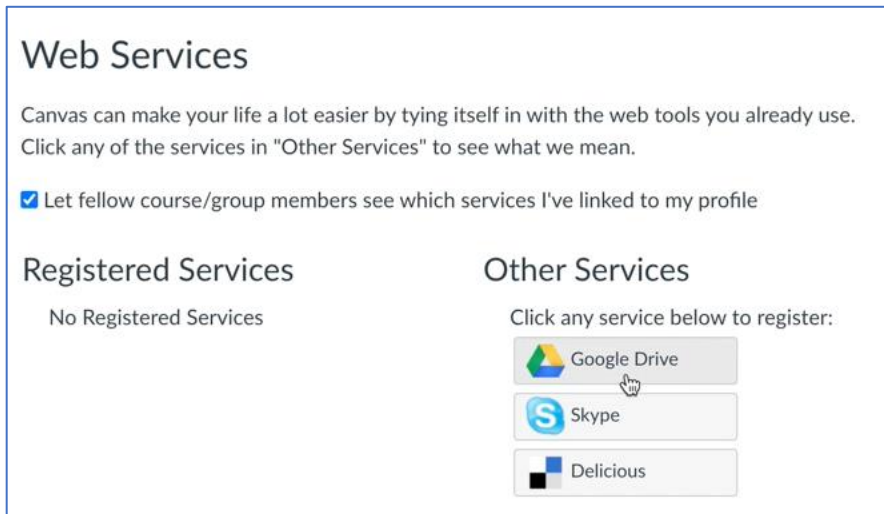 Web Services
Canvas can make your life a lot easier by tying itself in with the web tools you already use.
Click any of the services in "Other Services" to see what we mean.
Let fellow course/group members see which services I've linked to my profile
Registered Services
No Registered Services
Other Services
Click any service below to register:
Google Drive
Skype
Delicious